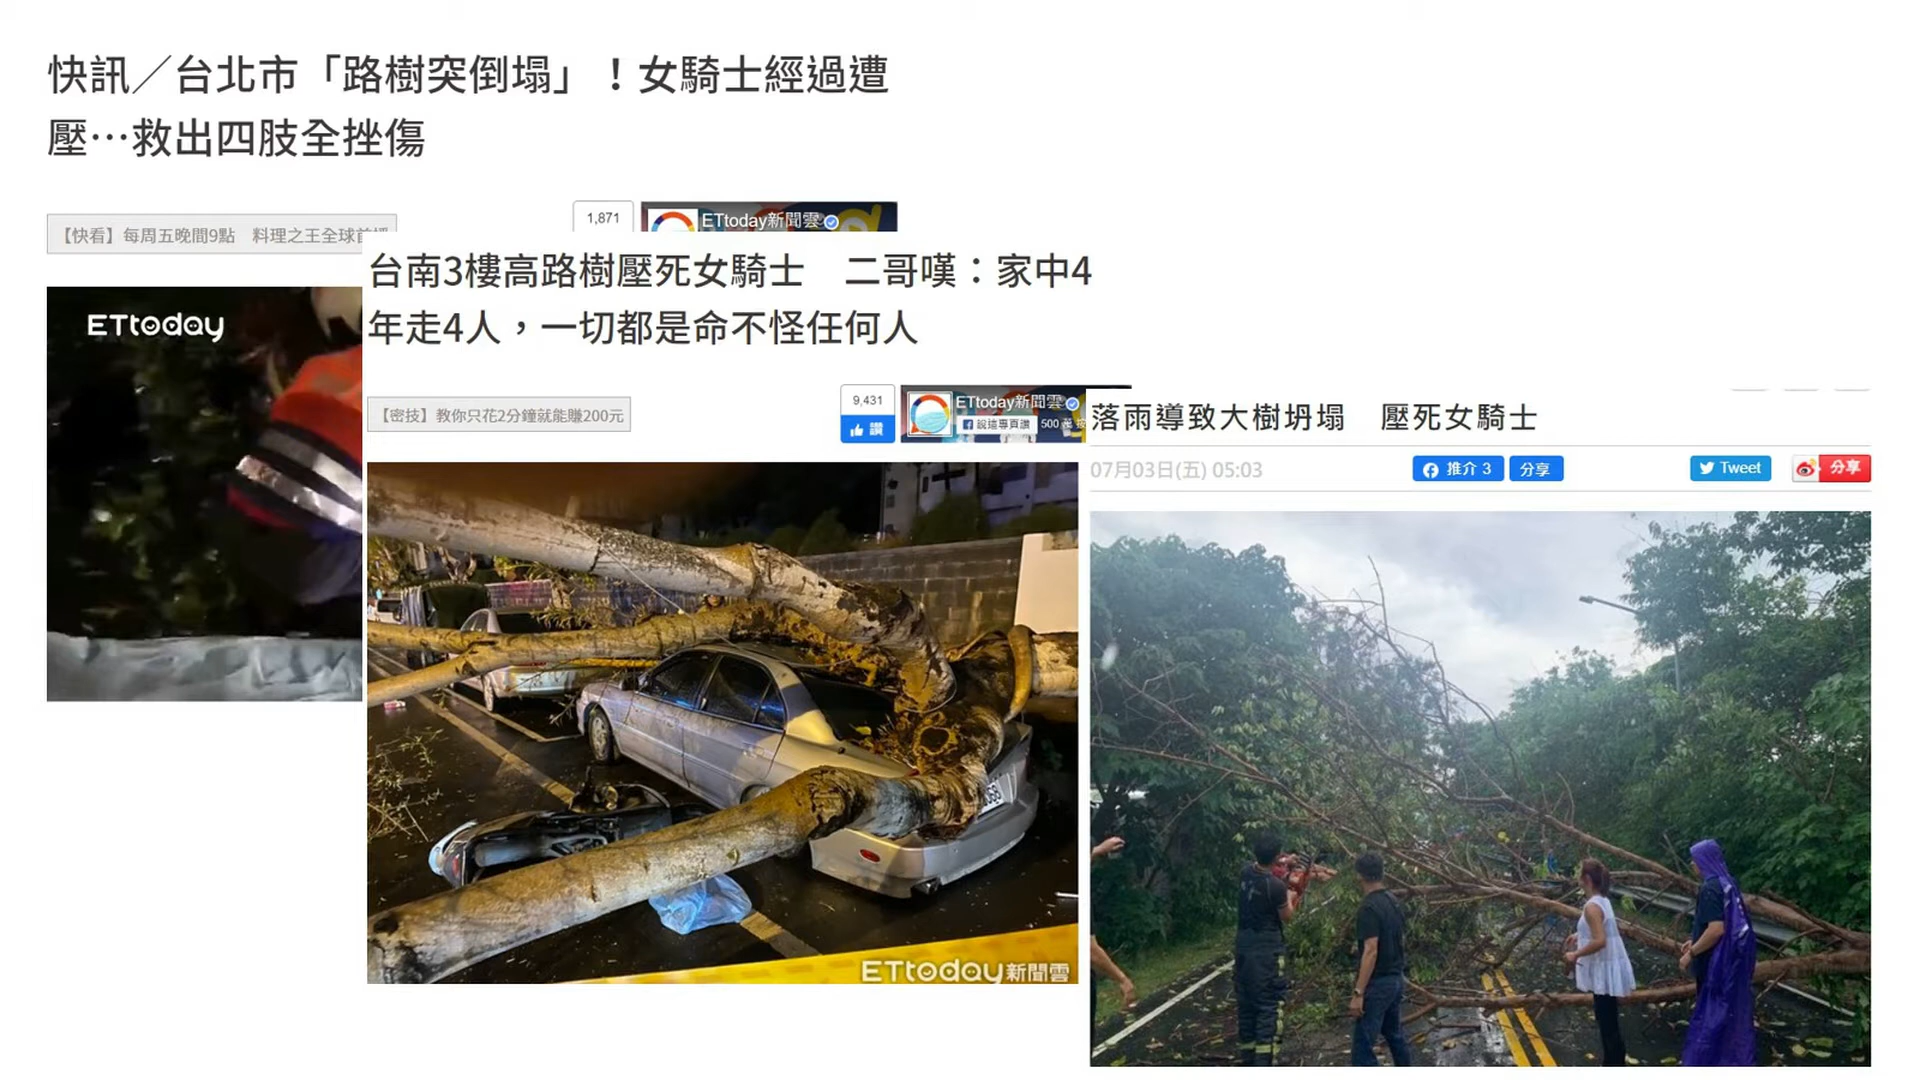 快訊／台北市「路樹突倒塌」！女騎士經過遭
壓…救出四肢全挫傷
【快看】每周五晚間9點 料理之王全球首播
1,871
ETtoday新聞雲
ETtoday
台南3樓高路樹壓死女騎士 二哥嘆：家中4
年走4人，一切都是命不怪任何人
【密技】教你只花2分鐘就能賺200元
9,431
讚
ETtoday新聞雲
說這專頁讚
500
ETtoday新聞雲
落雨導致大樹坍塌 壓死女騎士
07月03日(五) 05:03
推介 3
分享
Tweet
分享